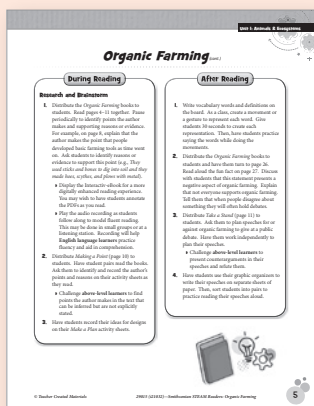 Unit 1: Animals & Ecosystems
Organic Farming (cont.)
During Reading
Research and Brainstorm
1. Distribute the Organic Farming books to
students. Read pages 4–11 together. Pause
periodically to identify points the author
makes and supporting reasons or evidence.
For example, on page 6, explain that the
author makes the point that people
developed basic farming tools as time went
on. Ask students to identify reasons or
evidence to support this point (e.g., They
used sticks and bones to dig into soil and they
made hoes, scythes, and plows with metal).
• Display the Interactiv-eBook for a more
digitally enhanced reading experience.
You may wish to have students annotate
the PDFs as you read.
• Play the audio recording as students
follow along to model fluent reading.
This may be done in small groups or at a
listening station. Recording will help
English language learners practice
fluency and aid in comprehension.
2. Distribute Making a Point (page 10) to
students. Have student pairs read the books.
Ask them to identify and record the author's
points and reasons on their activity sheets as
they read.
• Challenge above-level learners to find
points the author makes in the text that
can be inferred but are not explicitly
stated.
3. Have students record their ideas for designs
on their Make a Plan activity sheets.
After Reading
1. Write vocabulary words and definitions on
the board. As a class, create a movement or
a gesture to represent each word. Give
students 30 seconds to create each
representation. Then, have students practice
saying the words while doing the
movements.
2. Distribute the Organic Farming books to
students and have them turn to page 26.
Read aloud the fun fact on page 27. Discuss
with students that this statement presents a
negative aspect of organic farming. Explain
that not everyone supports organic farming.
Tell them that when people disagree about
something they will often hold debates.
3. Distribute Take a Stand (page 11) to
students. Ask them to plan speeches for or
against organic farming to give at a public
debate. Have them work independently to
plan their speeches.
• Challenge above-level learners to
present counterarguments in their
speeches and refute them.
4. Have students use their graphic organizers to
write their speeches on separate sheets of
paper. Then, sort students into pairs to
practice reading their speeches aloud.
© Teacher Created Materials
29021 (421032)—Smithsonian STEAM Readers: Organic Farming
5